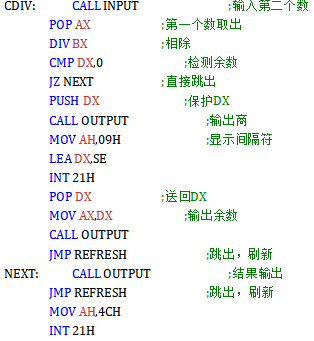 CDIV: CALL INPUT ;输入第二个数
POP AX ;第一个数取出
DIV BX ;相除
CMP DX,0 ;检测余数
JZ NEXT ;直接跳出
PUSH DX ;保护DX
CALL OUTPUT ;输出商
MOV AH,09H ;显示间隔符
LEA DX,SE
INT 21H
POP DX ;送回DX
MOV AX,DX ;输出余数
CALL OUTPUT
JMP REFRESH ;跳出，刷新
NEXT: CALL OUTPUT ;结果输出
JMP REFRESH ;跳出，刷新
MOV AH,4CH
INT 21H